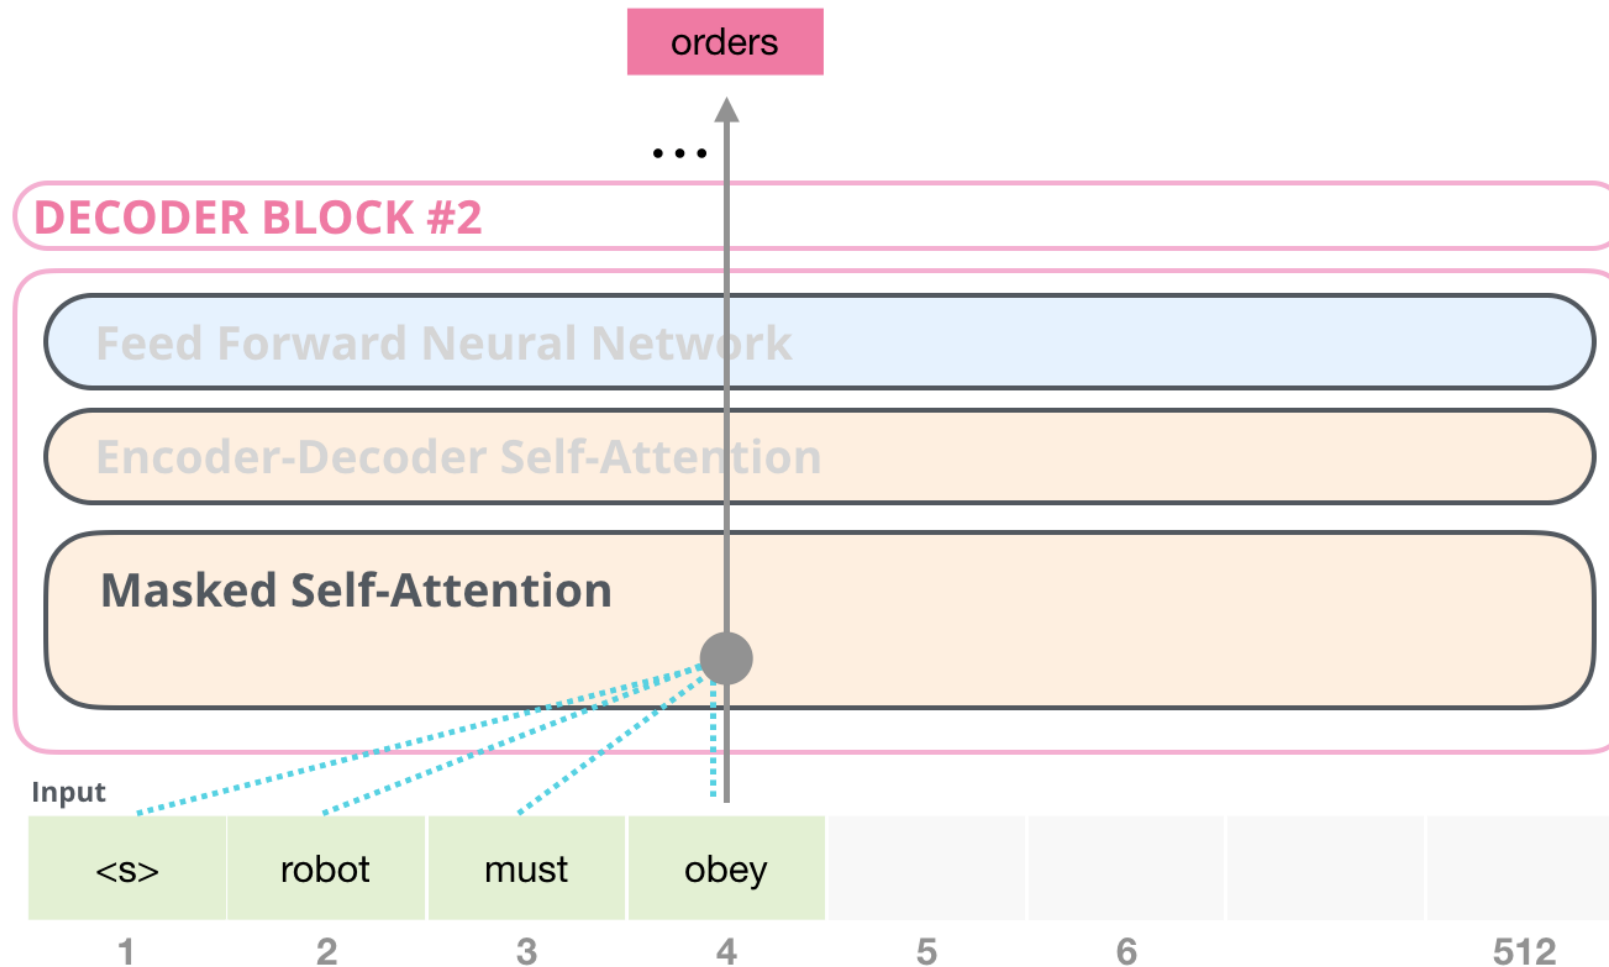 orders
...
DECODER BLOCK #2
Feed Forward Neural Network
Encoder-Decoder Self-Attention
Masked Self-Attention
Input
<s> robot must obey
1 2 3 4 5 6 512